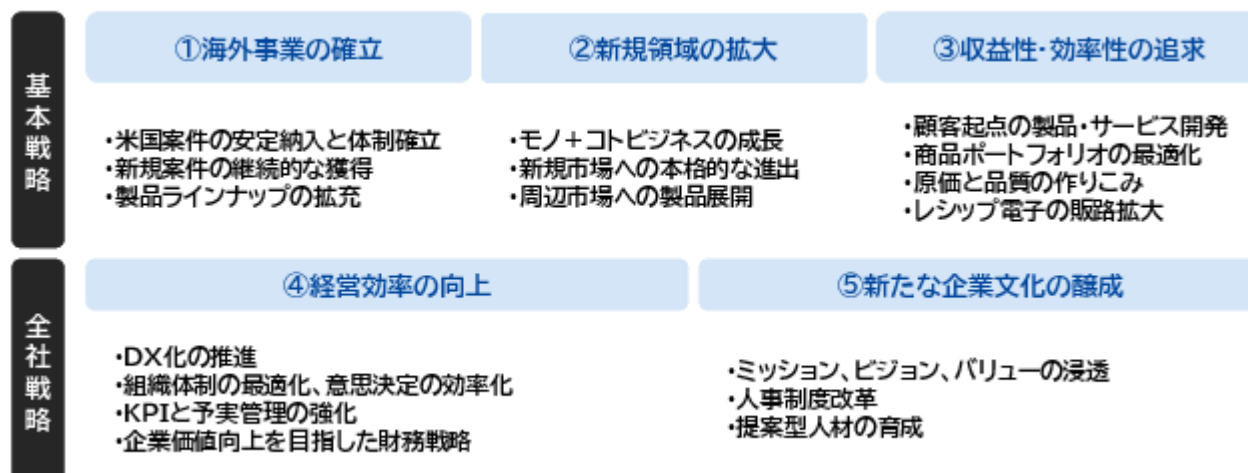 基本戦略
①海外事業の確立
・米国案件の安定納入と体制確立
・新規案件の継続的な獲得
・製品ラインナップの拡充
②新規領域の拡大
・モノ+コトビジネスの成長
・新規市場への本格的な進出
・周辺市場への製品展開
③収益性・効率性の追求
・顧客起点の製品・サービス開発
・商品ポートフォリオの最適化
・原価と品質の作りこみ
・レシップ電子の販路拡大
全社戦略
④経営効率の向上
・DX化の推進
・組織体制の最適化、意思決定の効率化
・KPIと予実管理の強化
・企業価値向上を目指した財務戦略
⑤新たな企業文化の醸成
・ミッション、ビジョン、バリューの浸透
・人事制度改革
・提案型人材の育成